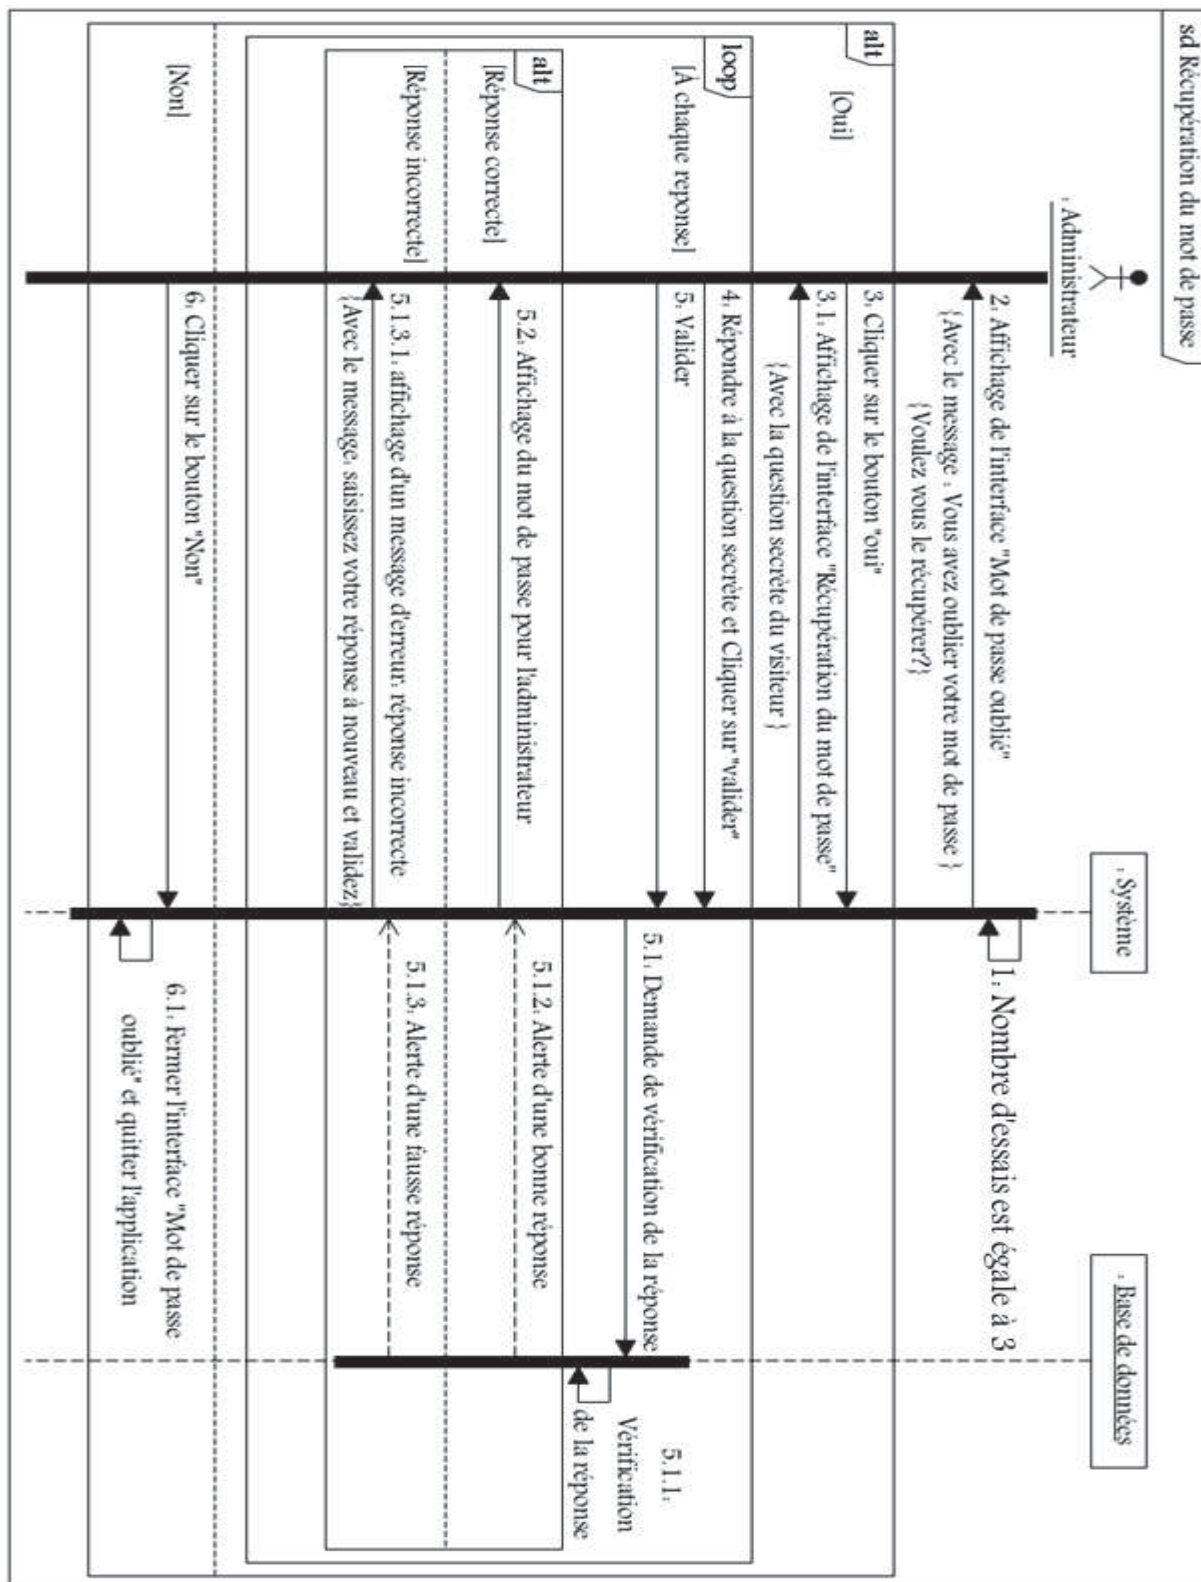 sd Récupération du mot de passe
: Administrateur
: Système
: Base de données
1: Nombre d'essais est égale à 3
2: Affichage de l'interface "Mot de passe oublié"
{Avec le message : Vous avez oublier votre mot de passe }
{Voulez vous le récupérer?}
alt
[Oui]
3: Cliquer sur le bouton "oui"
3.1: Affichage de l'interface "Récupération du mot de passe"
{Avec la question secrète du visiteur }
loop
[À chaque reponse]
4: Répondre à la question secrète et Cliquer sur "valider"
5: Valider
5.1: Demande de vérification de la réponse
5.1.1:
Vérification
de la réponse
alt
[Réponse correcte]
5.1.2: Alerte d'une bonne réponse
5.2: Affichage du mot de passe pour l'administrateur
[Réponse incorrecte]
5.1.3: Alerte d'une fausse réponse
5.1.3.1: affichage d'un message d'erreur: réponse incorrecte
{Avec le message: saisissez votre réponse à nouveau et validez}
[Non]
6: Cliquer sur le bouton "Non"
6.1: Fermer l'interface "Mot de passe
oublié" et quitter l'application